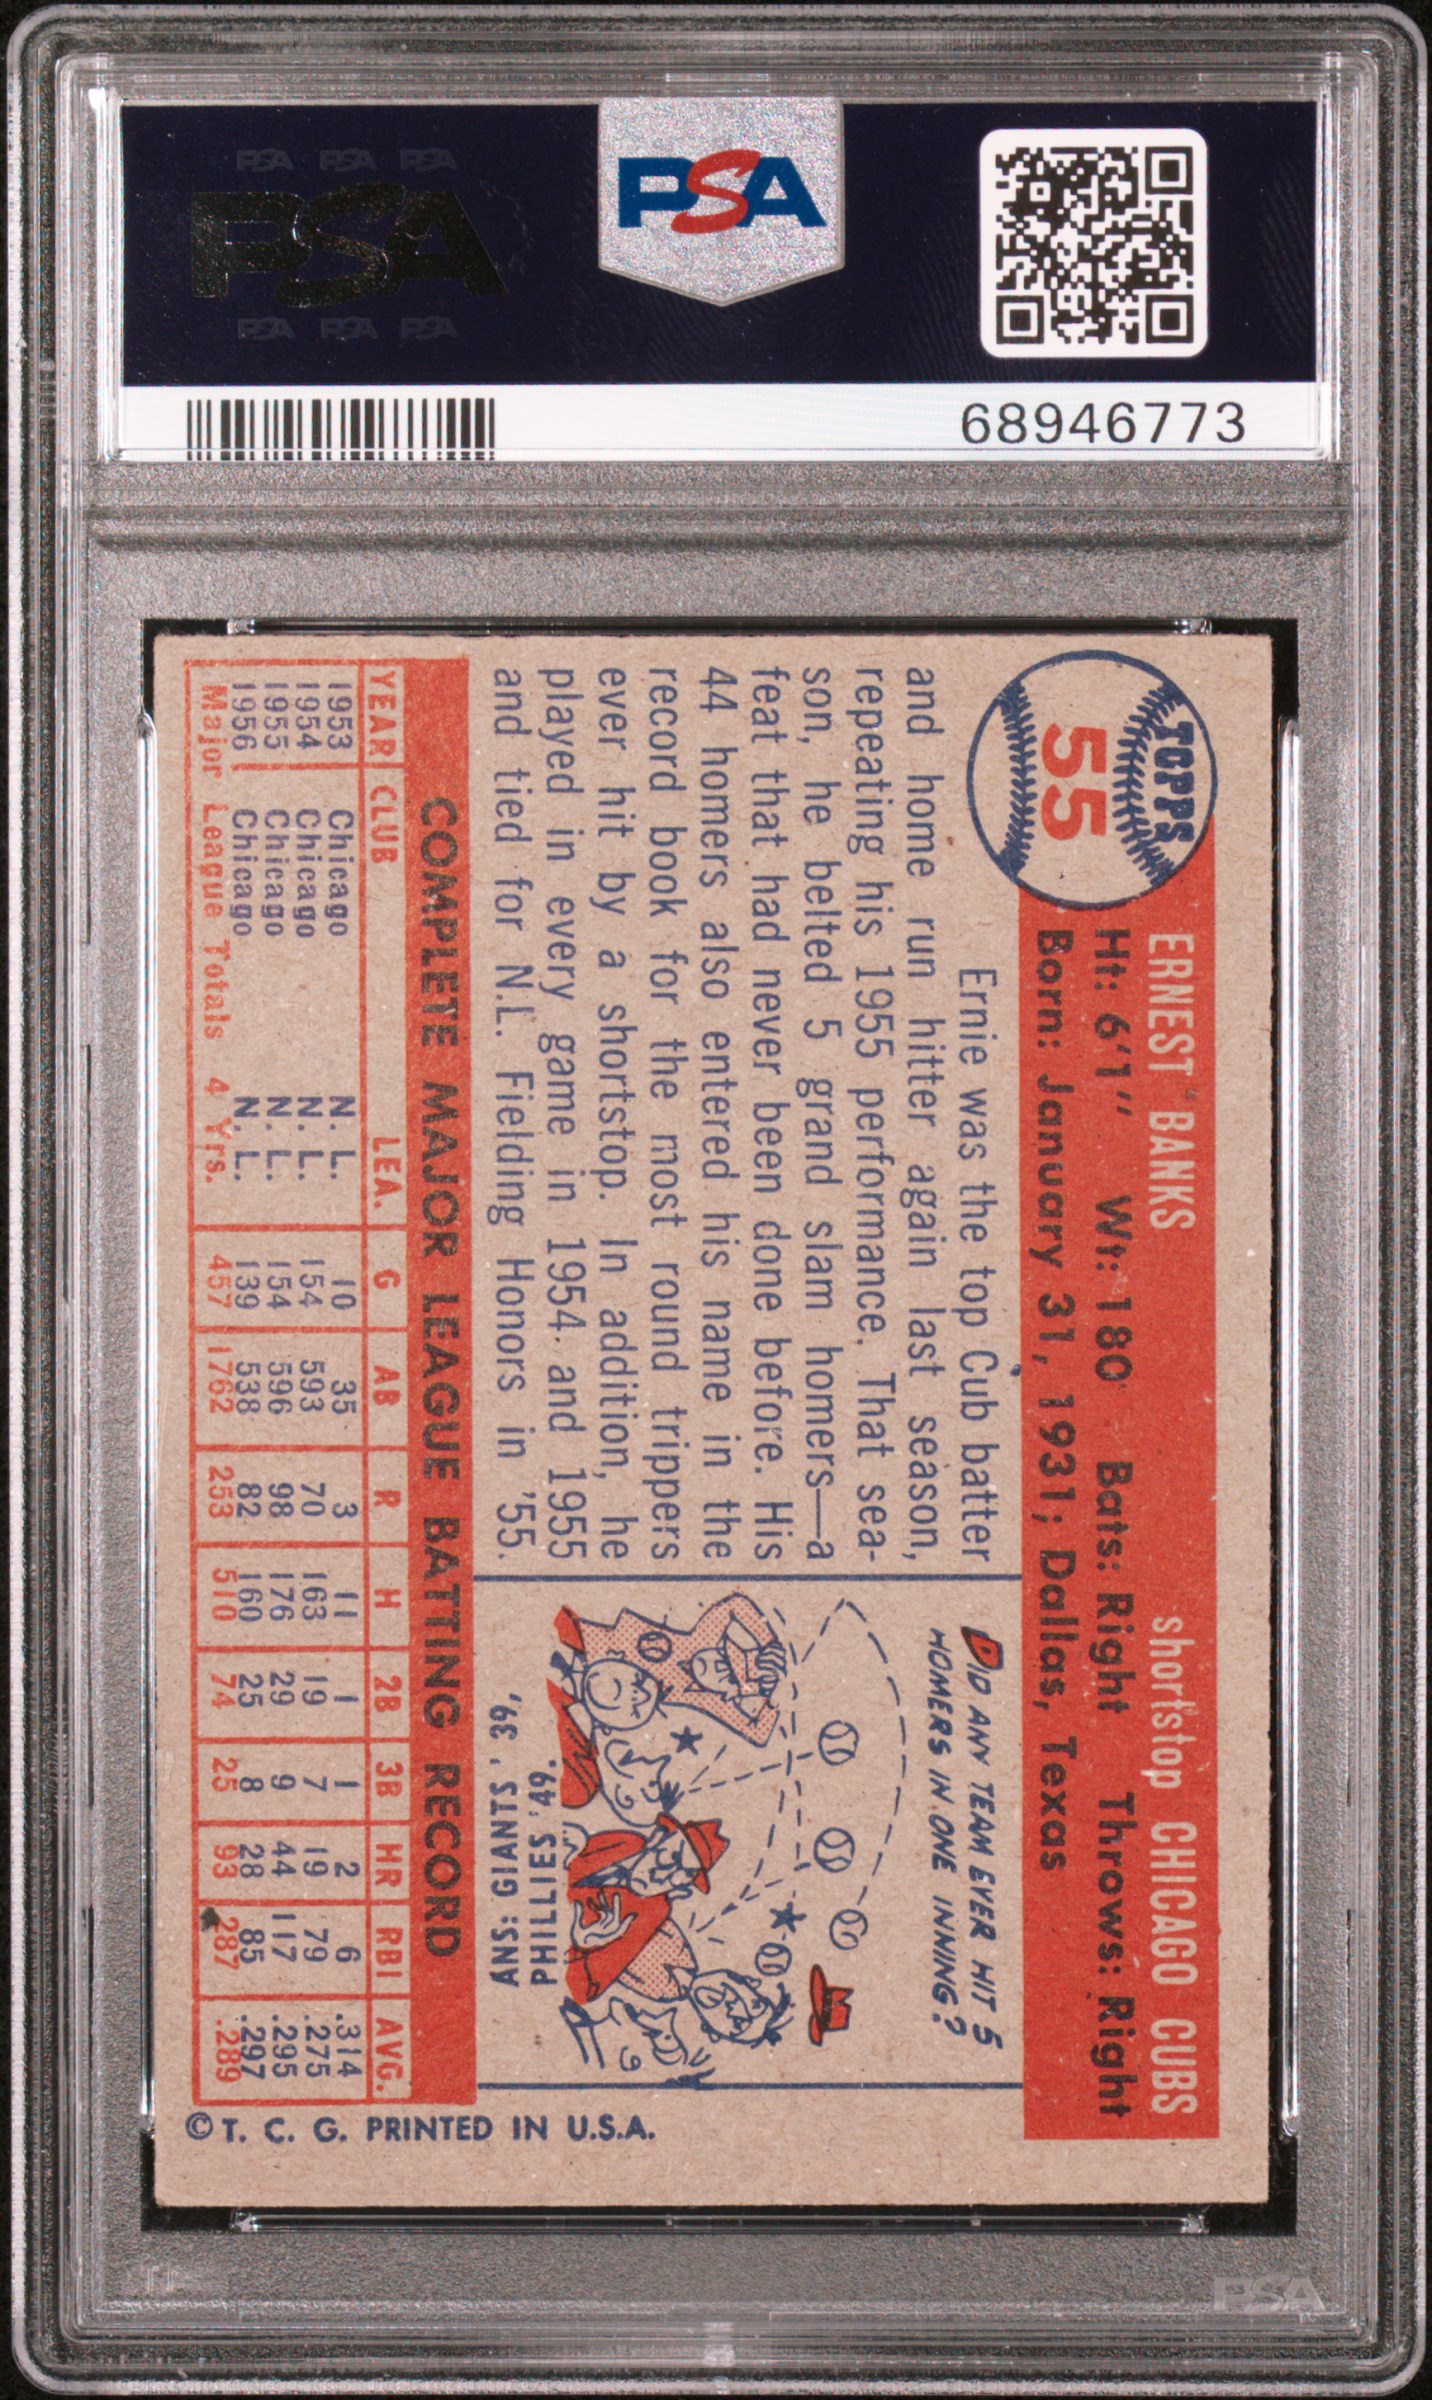 PSA PSA PSA
PSA
PSA PSA PSA
PSA
68946773
TOPPS
55
ERNEST BANKS shortstop CHICAGO CUBS
Ht: 6'1" Wt: 180 Bats: Right Throws: Right
Born: January 31, 1931; Dallas, Texas
Ernie was the top Cub batter
and home run hitter again last season,
repeating his 1955 performance. That sea-
son, he belted 5 grand slam homers—a
feat that had never been done before. His
44 homers also entered his name in the
record book for the most round trippers
ever hit by a shortstop. In addition, he
played in every game in 1954 and 1955
and tied for N.L. Fielding Honors in '55.
DID ANY TEAM EVER HIT 5
HOMERS IN ONE INNING?
ANS: GIANTS, '39,
PHILLIES '49.
COMPLETE MAJOR LEAGUE BATTING RECORD
YEAR CLUB LEA. G AB R H 2B 3B HR RBI AVG.
1953 Chicago N. L. 10 35 3 11 1 1 2 6 .314
1954 Chicago N. L. 154 593 70 163 19 7 19 79 .275
1955 Chicago N. L. 154 596 98 176 29 9 44 117 .295
1956 Chicago N. L. 139 538 82 160 25 8 28 85 .297
Major League Totals 4 Yrs. 457 1762 253 510 74 25 93 287 .289
© T. C. G. PRINTED IN U.S.A.
PSA